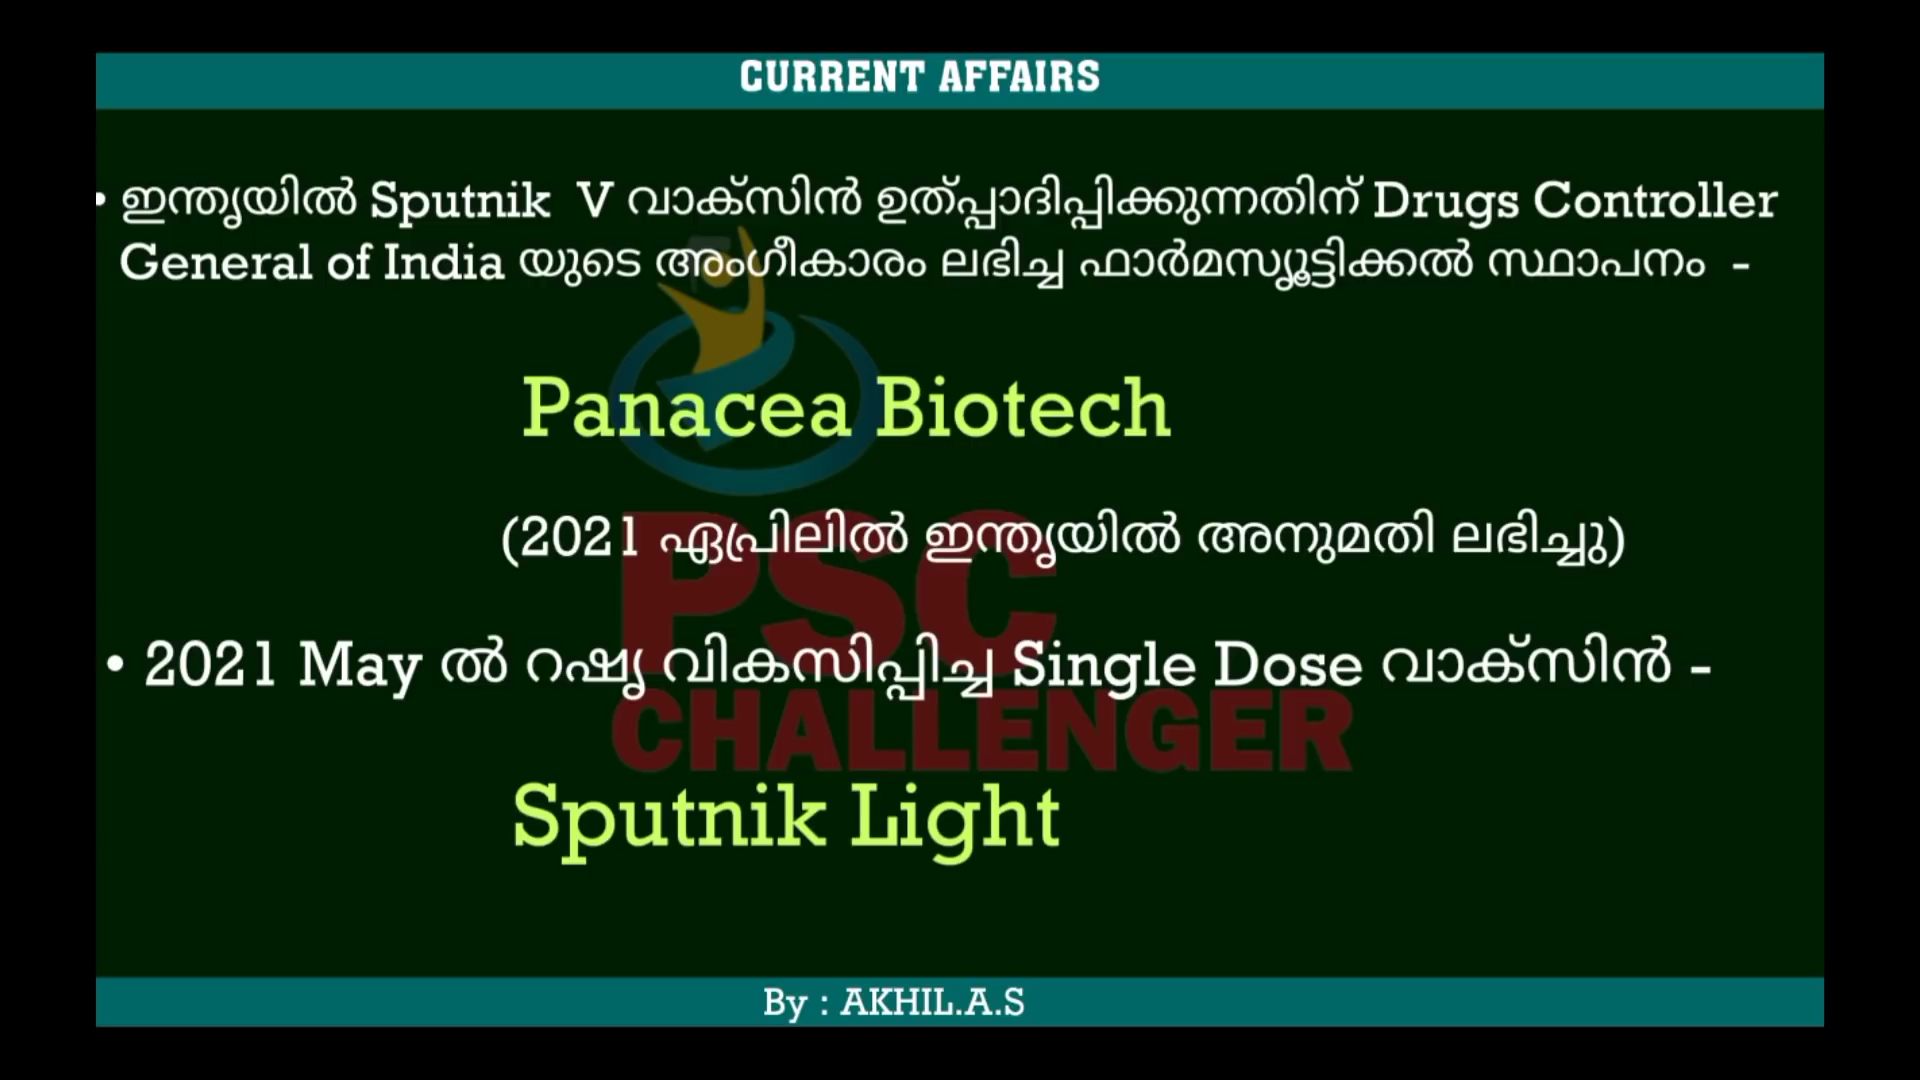 CURRENT AFFAIRS
• ഇന്ത്യയിൽ Sputnik V വാക്സിൻ ഉത്പ്പാദിപ്പിക്കുന്നതിന് Drugs Controller
General of India യുടെ അംഗീകാരം ലഭിച്ച ഫാർമസ്യൂട്ടിക്കൽ സ്ഥാപനം -
Panacea Biotech
(2021 ഏപ്രിലിൽ ഇന്ത്യയിൽ അനുമതി ലഭിച്ചു)
PSC
• 2021 May ൽ റഷ്യ വികസിപ്പിച്ച Single Dose വാക്സിൻ -
CHALLENGER
Sputnik Light
By : AKHIL.A.S